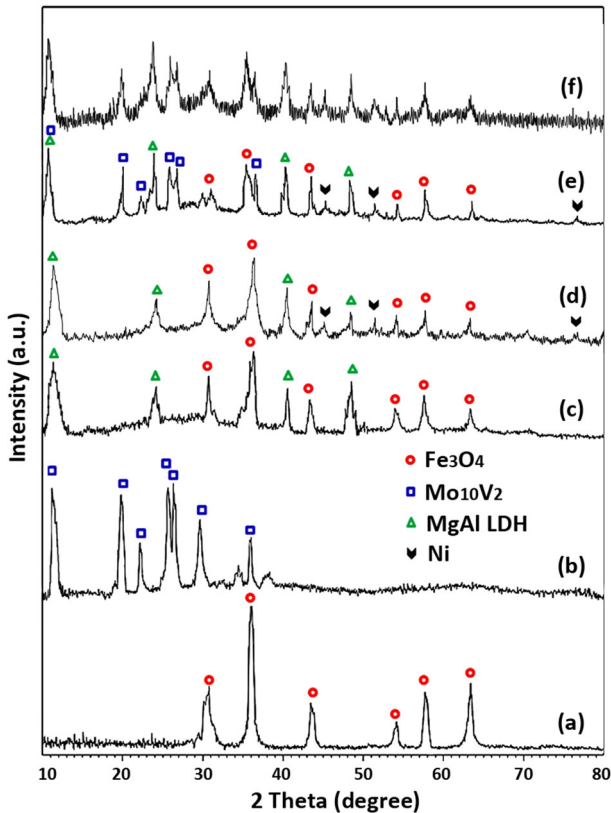 (f)
(e)
(d)
(c)
Fe3O4
Mo10V2
MgAl LDH
Ni
(b)
(a)
Intensity (a.u.)
10 20 30 40 50 60 70 80
2 Theta (degree)